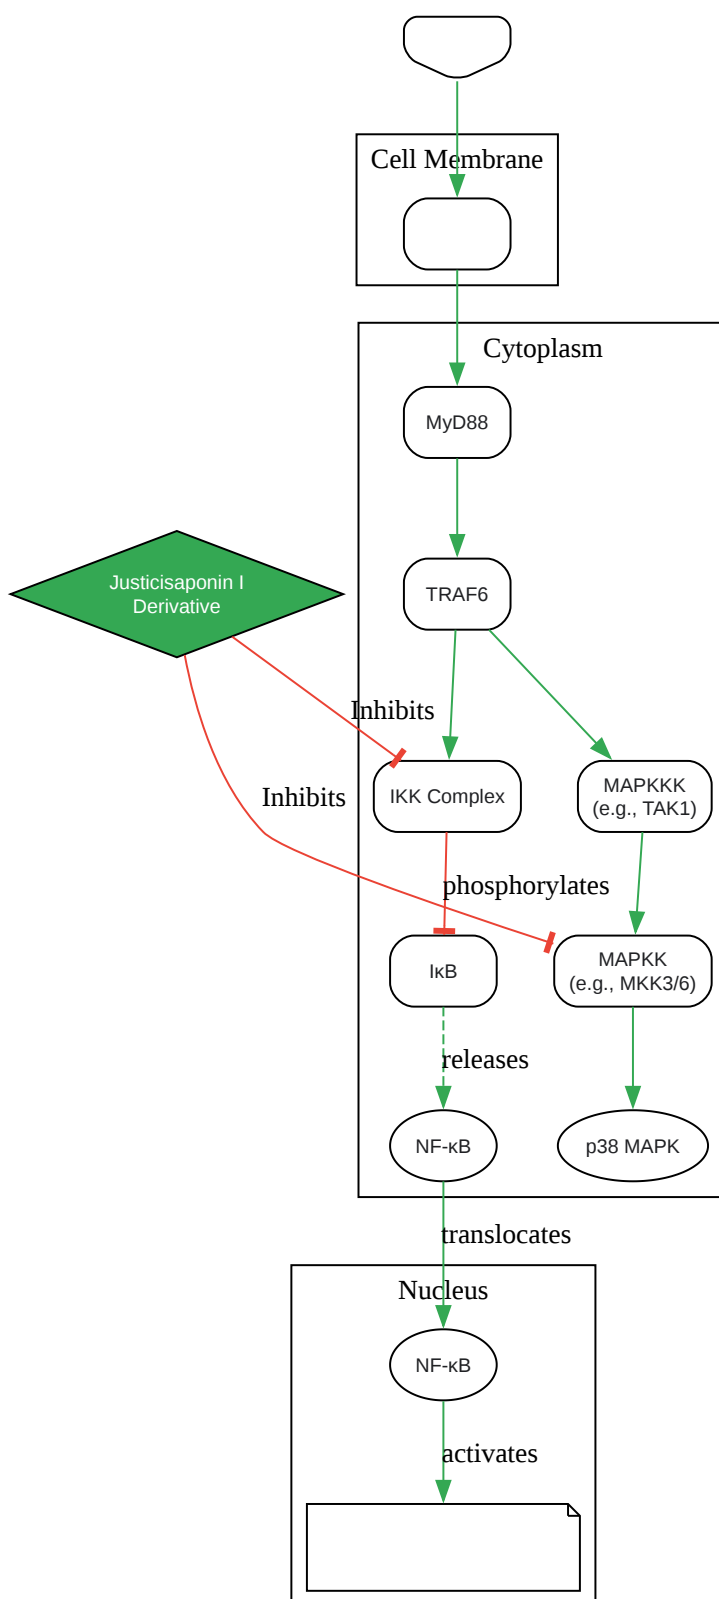 Cell Membrane
Cytoplasm
MyD88
Justicisaponin I
Derivative
TRAF6
Inhibits
Inhibits
IKK Complex
MAPKKK
(e.g., TAK1)
phosphorylates
IκB
MAPKK
(e.g., MKK3/6)
releases
NF-κB
p38 MAPK
translocates
Nucleus
NF-κB
activates